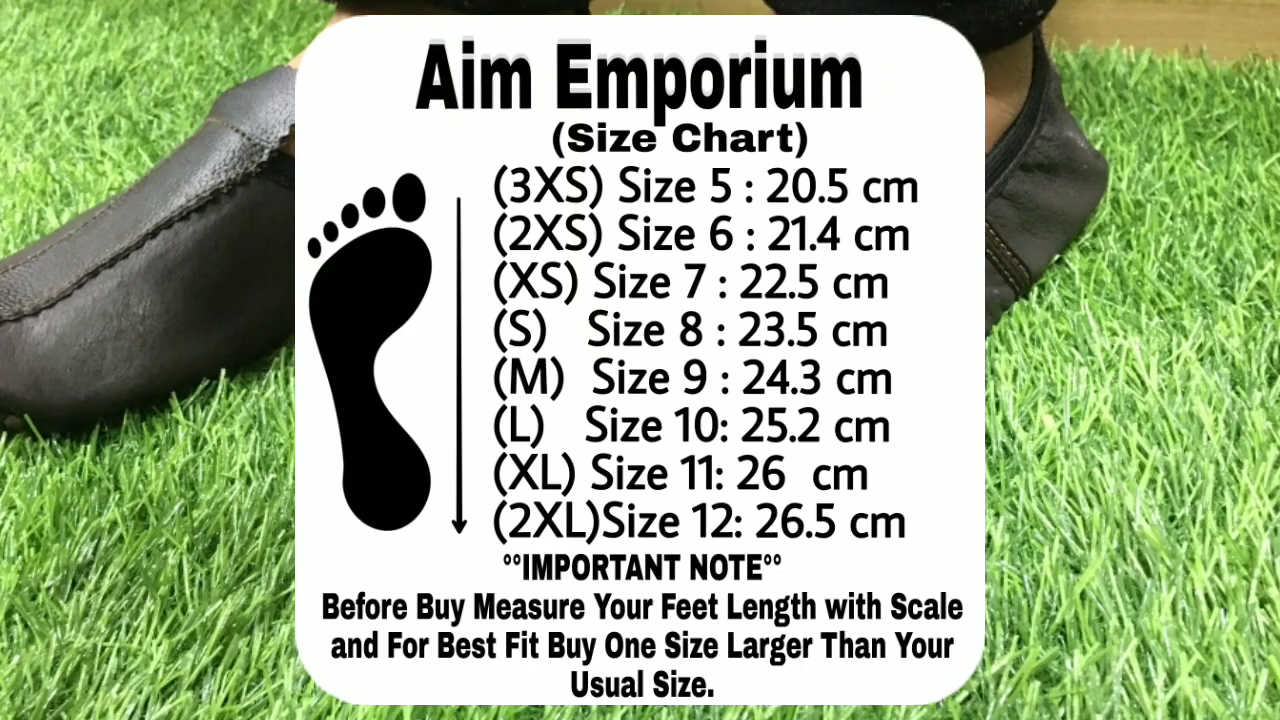 Aim Emporium
(Size Chart)
(3XS) Size 5 : 20.5 cm
(2XS) Size 6 : 21.4 cm
(XS) Size 7 : 22.5 cm
(S) Size 8 : 23.5 cm
(M) Size 9 : 24.3 cm
(L) Size 10: 25.2 cm
(XL) Size 11: 26 cm
(2XL)Size 12: 26.5 cm
°°IMPORTANT NOTE°°
Before Buy Measure Your Feet Length with Scale
and For Best Fit Buy One Size Larger Than Your
Usual Size.